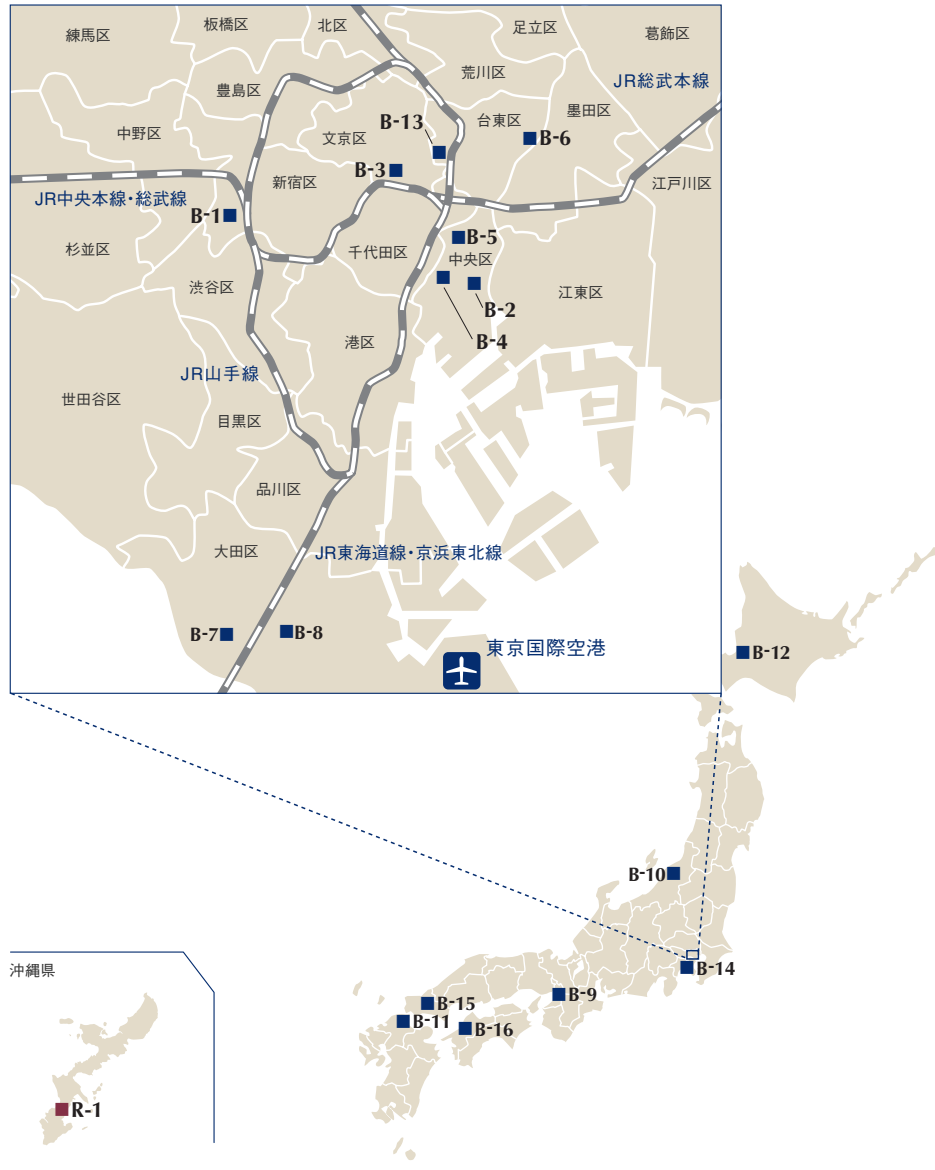 練馬区
板橋区
北区
足立区
葛飾区
荒川区
JR総武本線
豊島区
墨田区
中野区
文京区
B-13
台東区
B-6
B-3
新宿区
江戸川区
JR中央本線・総武線
B-1
B-5
杉並区
千代田区
中央区
渋谷区
江東区
B-2
B-4
港区
JR山手線
世田谷区
目黒区
品川区
大田区
JR東海道線・京浜東北線
B-7
B-8
東京国際空港
B-12
B-10
沖縄県
B-14
B-9
B-15
B-11
B-16
R-1